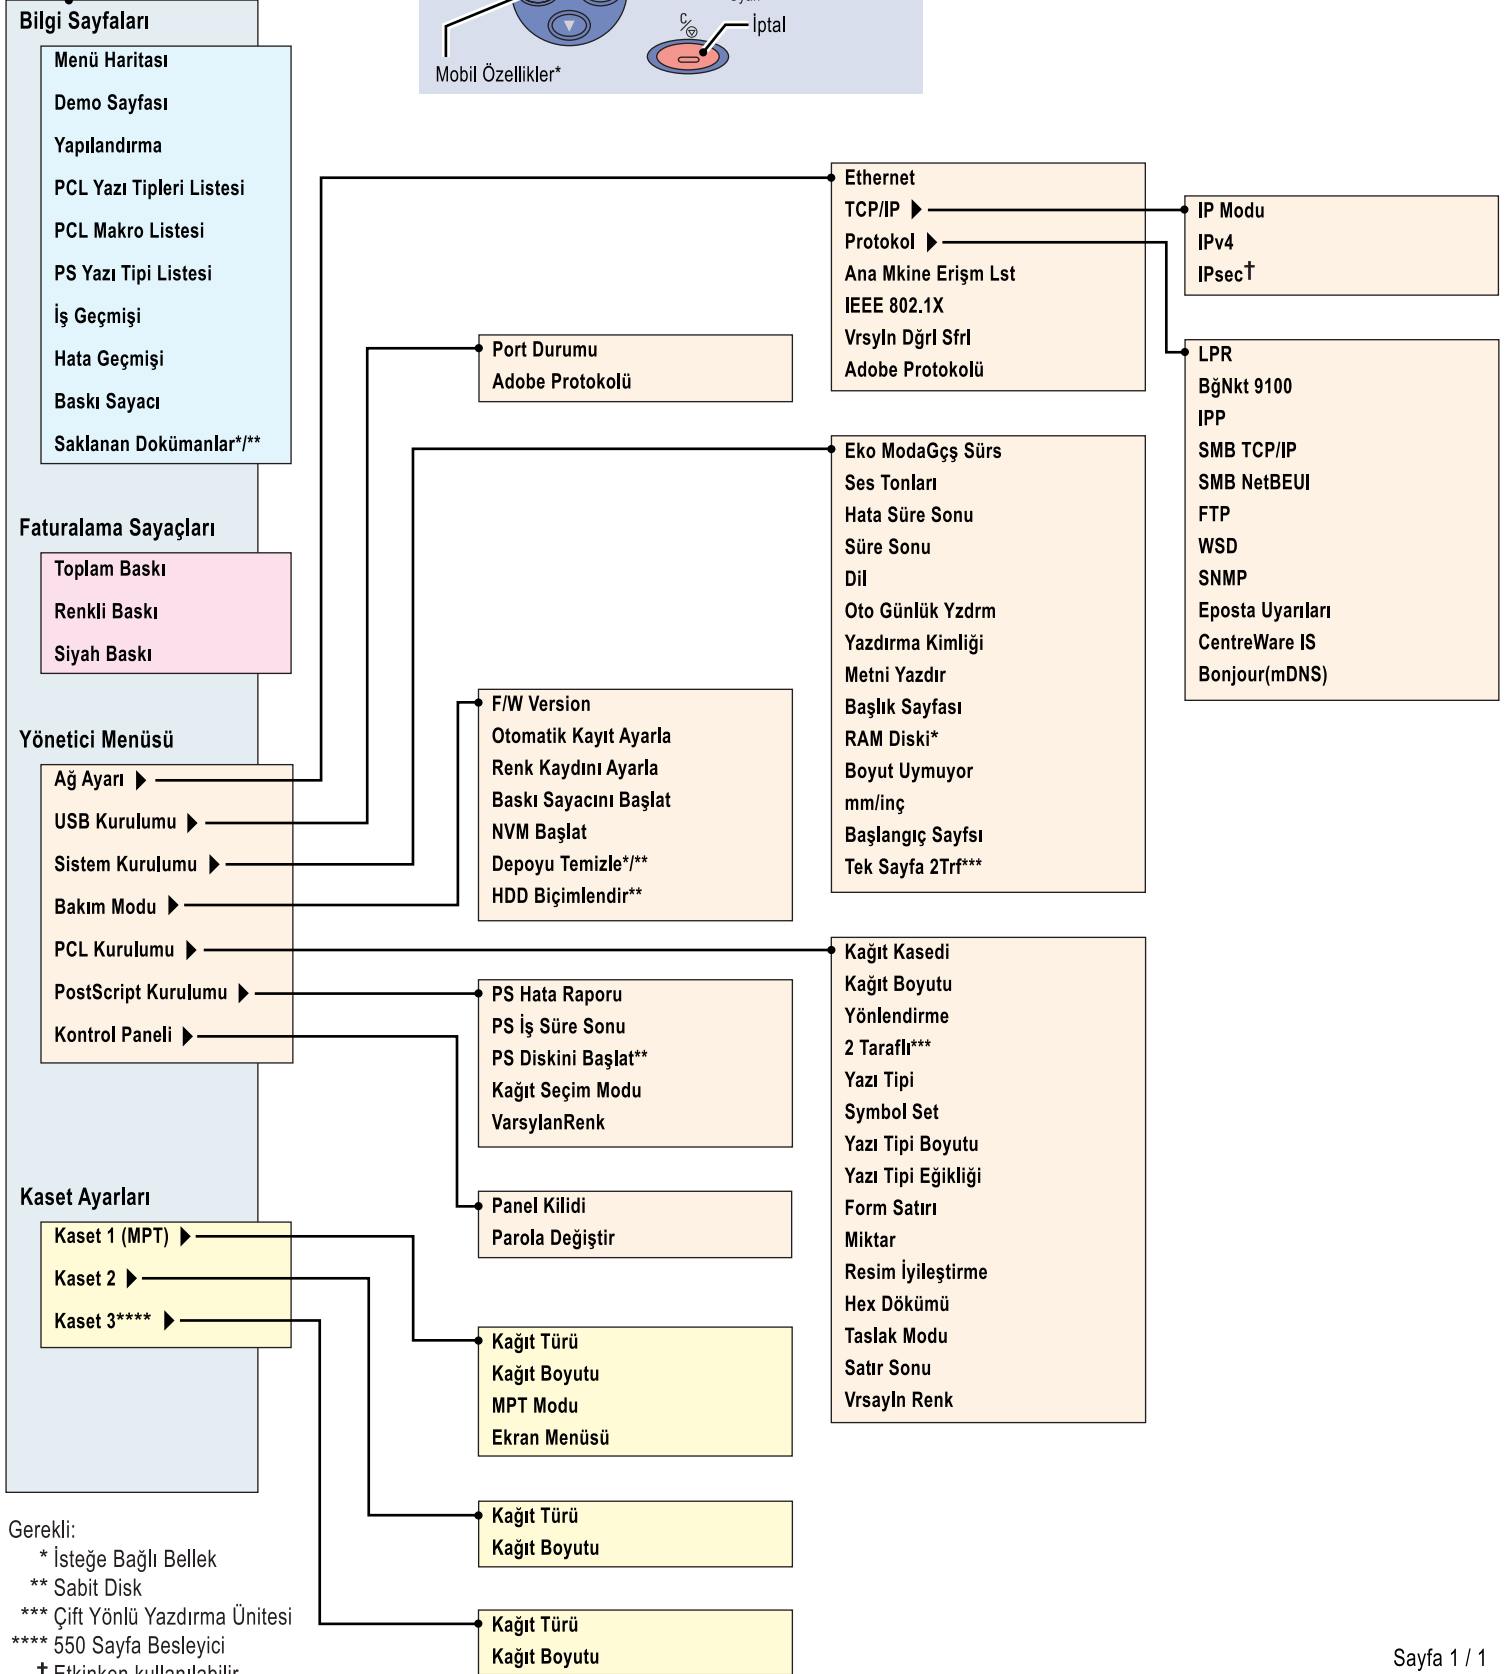 Bilgi Sayfaları
Menü Haritası
Demo Sayfası
Yapılandırma
PCL Yazı Tipleri Listesi
PCL Makro Listesi
PS Yazı Tipi Listesi
İş Geçmişi
Hata Geçmişi
Baskı Sayacı
Saklanan Dokümanlar*/**
Faturalama Sayaçları
Toplam Baskı
Renkli Baskı
Siyah Baskı
Yönetici Menüsü
Ağ Ayarı
USB Kurulumu
Sistem Kurulumu
Bakım Modu
PCL Kurulumu
PostScript Kurulumu
Kontrol Paneli
Kaset Ayarları
Kaset 1 (MPT)
Kaset 2
Kaset 3****
C
İptal
Mobil Özellikler*
Port Durumu
Adobe Protokolü
F/W Version
Otomatik Kayıt Ayarla
Renk Kaydını Ayarla
Baskı Sayacını Başlat
NVM Başlat
Depoyu Temizle*/**
HDD Biçimlendir**
PS Hata Raporu
PS İş Süre Sonu
PS Diskini Başlat**
Kağıt Seçim Modu
VarsylanRenk
Panel Kilidi
Parola Değiştir
Kağıt Türü
Kağıt Boyutu
MPT Modu
Ekran Menüsü
Kağıt Türü
Kağıt Boyutu
Kağıt Türü
Kağıt Boyutu
Ethernet
TCP/IP
Protokol
Ana Mkine Erişm Lst
IEEE 802.1X
Vrsyln Dğrl Sfrl
Adobe Protokolü
Eko ModaGçş Sürs
Ses Tonları
Hata Süre Sonu
Süre Sonu
Dil
Oto Günlük Yzdrm
Yazdırma Kimliği
Metni Yazdır
Başlık Sayfası
RAM Diski*
Boyut Uymuyor
mm/inç
Başlangıç Sayfsı
Tek Sayfa 2Trf***
Kağıt Kasedi
Kağıt Boyutu
Yönlendirme
2 Taraflı***
Yazı Tipi
Symbol Set
Yazı Tipi Boyutu
Yazı Tipi Eğikliği
Form Satırı
Miktar
Resim İyileştirme
Hex Dökümü
Taslak Modu
Satır Sonu
Vrsayln Renk
IP Modu
IPv4
IPsec†
LPR
BğNkt 9100
IPP
SMB TCP/IP
SMB NetBEUI
FTP
WSD
SNMP
Eposta Uyarıları
CentreWare IS
Bonjour(mDNS)
Gerekli:
* İsteğe Bağlı Bellek
** Sabit Disk
*** Çift Yönlü Yazdırma Ünitesi
**** 550 Sayfa Besleyici
† Etkinken kullanılabilir
Sayfa 1 / 1